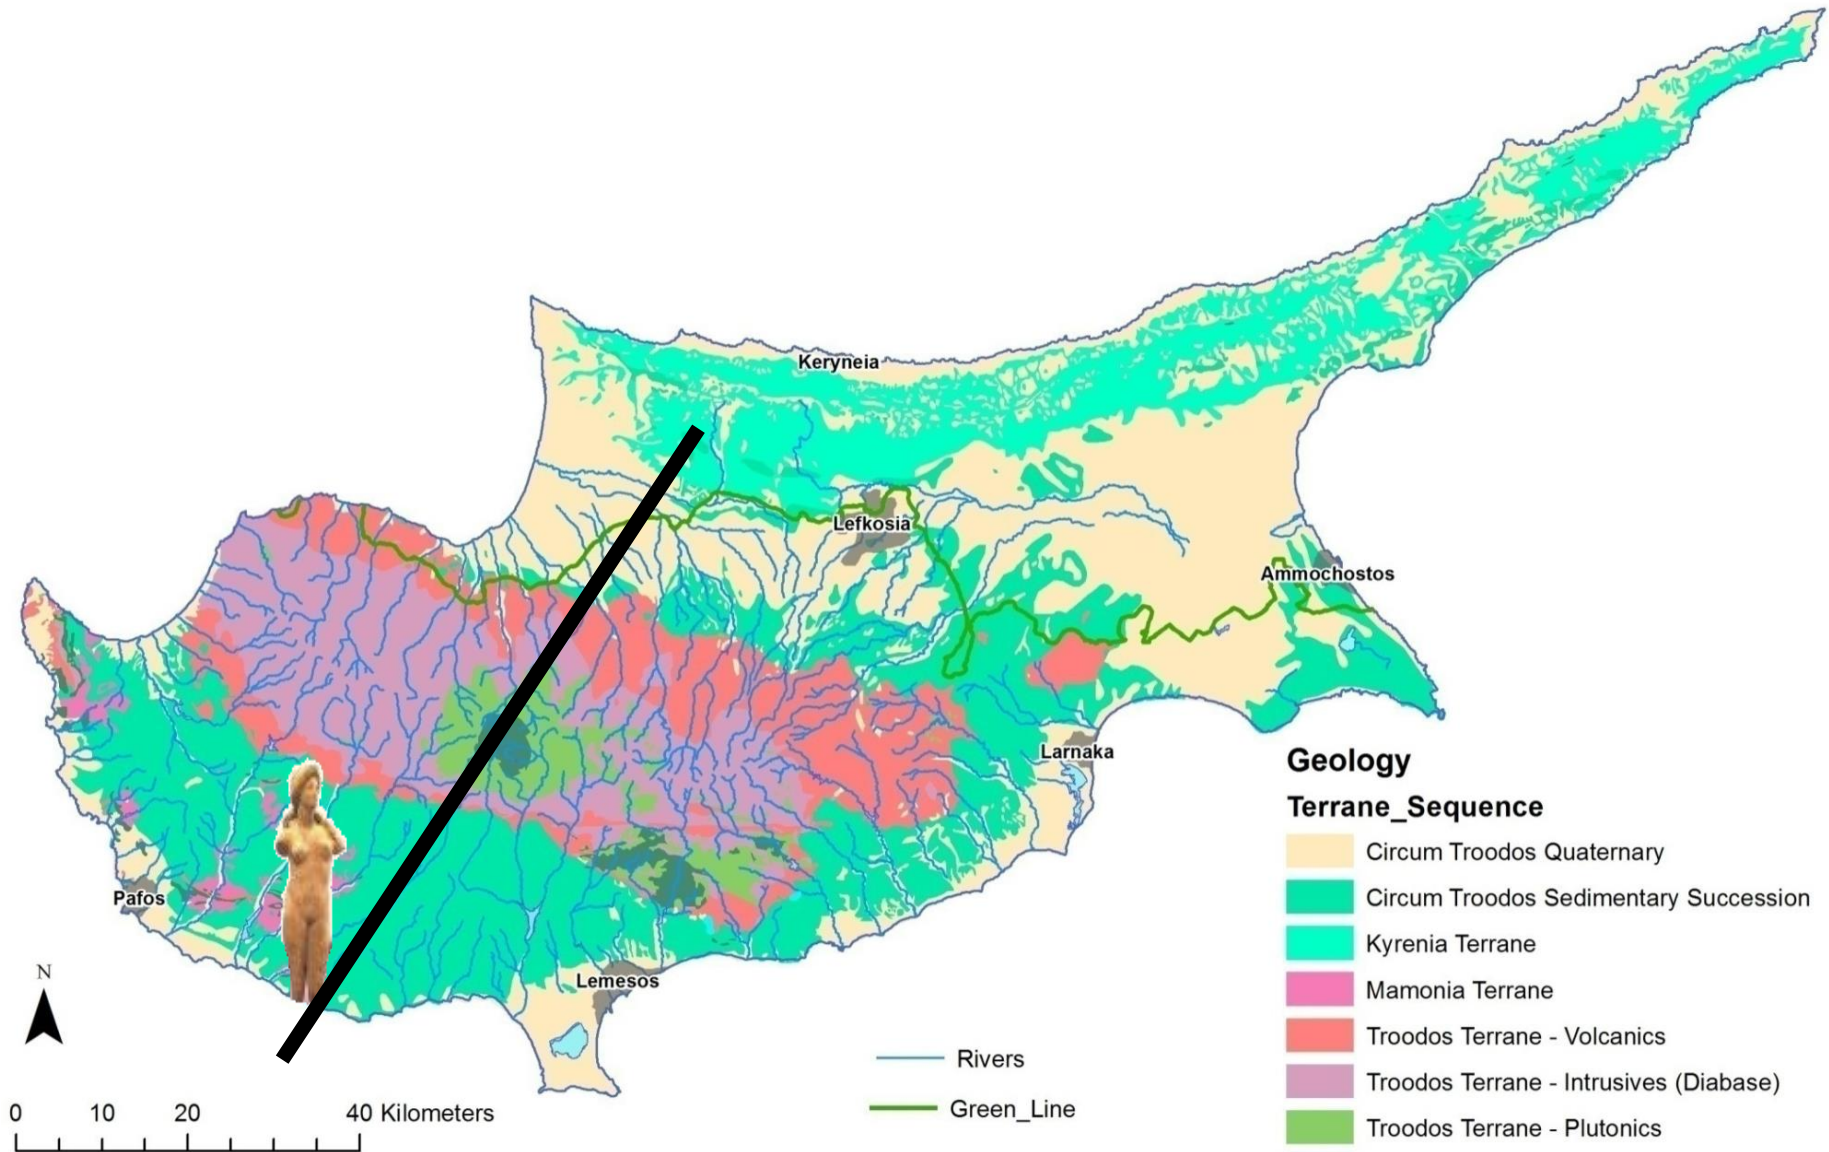 Keryneia
Lefkosia
Ammochostos
Larnaka
Pafos
Lemesos
N
0 10 20 40 Kilometers
Rivers
Green_Line
Geology
Terrane_Sequence
Circum Troodos Quaternary
Circum Troodos Sedimentary Succession
Kyrenia Terrane
Mamonia Terrane
Troodos Terrane - Volcanics
Troodos Terrane - Intrusives (Diabase)
Troodos Terrane - Plutonics